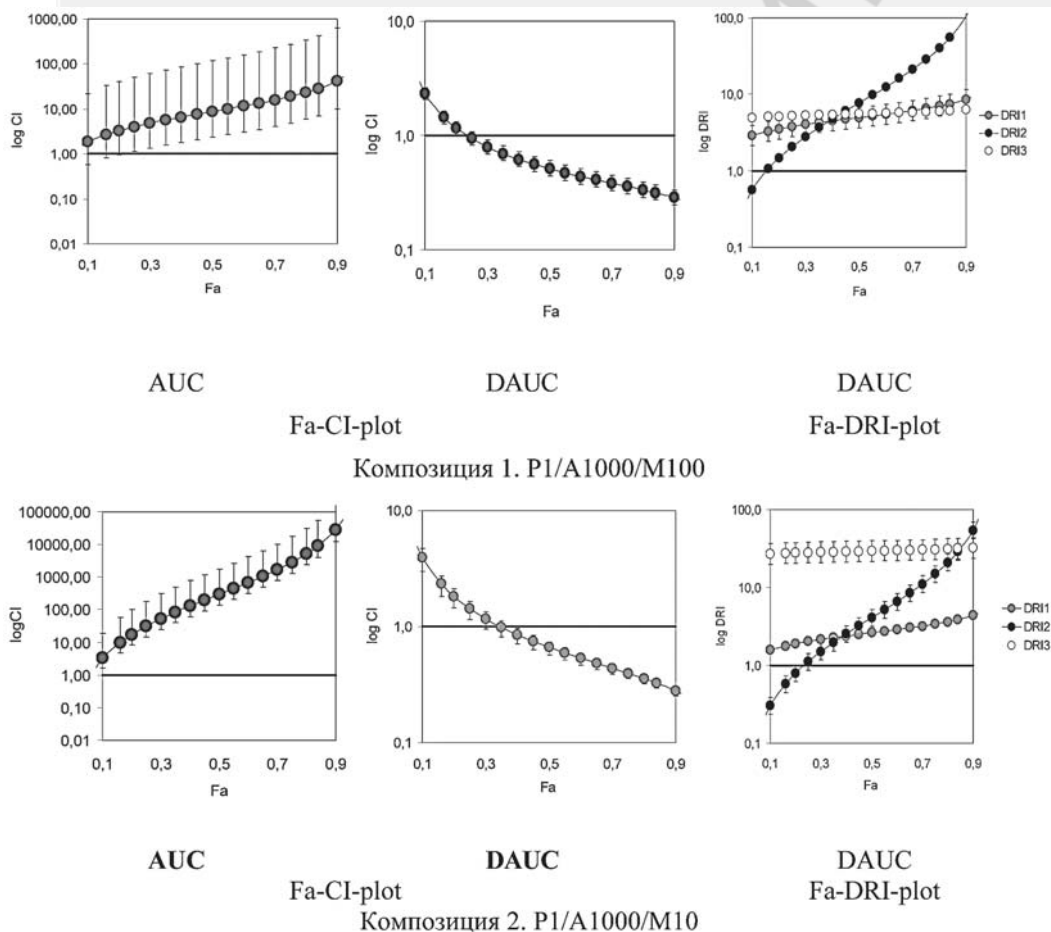 1000,00
100,00
10,00
1,00
0,10
0,01
log CI
0,1 0,3 0,5 0,7 0,9
Fa
10,0
1,0
0,1
log CI
0,1 0,3 0,5 0,7 0,9
Fa
100,0
10,0
1,0
0,1
log DRI
0,1 0,3 0,5 0,7 0,9
Fa
DRI1
DRI2
DRI3
AUC DAUC DAUC
Fa-CI-plot Fa-DRI-plot
Композиция 1. P1/A1000/M100
100000,00
10000,00
1000,00
100,00
10,00
1,00
0,10
0,01
logCI
0,1 0,3 0,5 0,7 0,9
Fa
10,0
1,0
0,1
log CI
0,1 0,3 0,5 0,7 0,9
Fa
100,0
10,0
1,0
0,1
log DRI
0,1 0,3 0,5 0,7 0,9
Fa
DRI1
DRI2
DRI3
AUC DAUC DAUC
Fa-CI-plot Fa-DRI-plot
Композиция 2. P1/A1000/M10